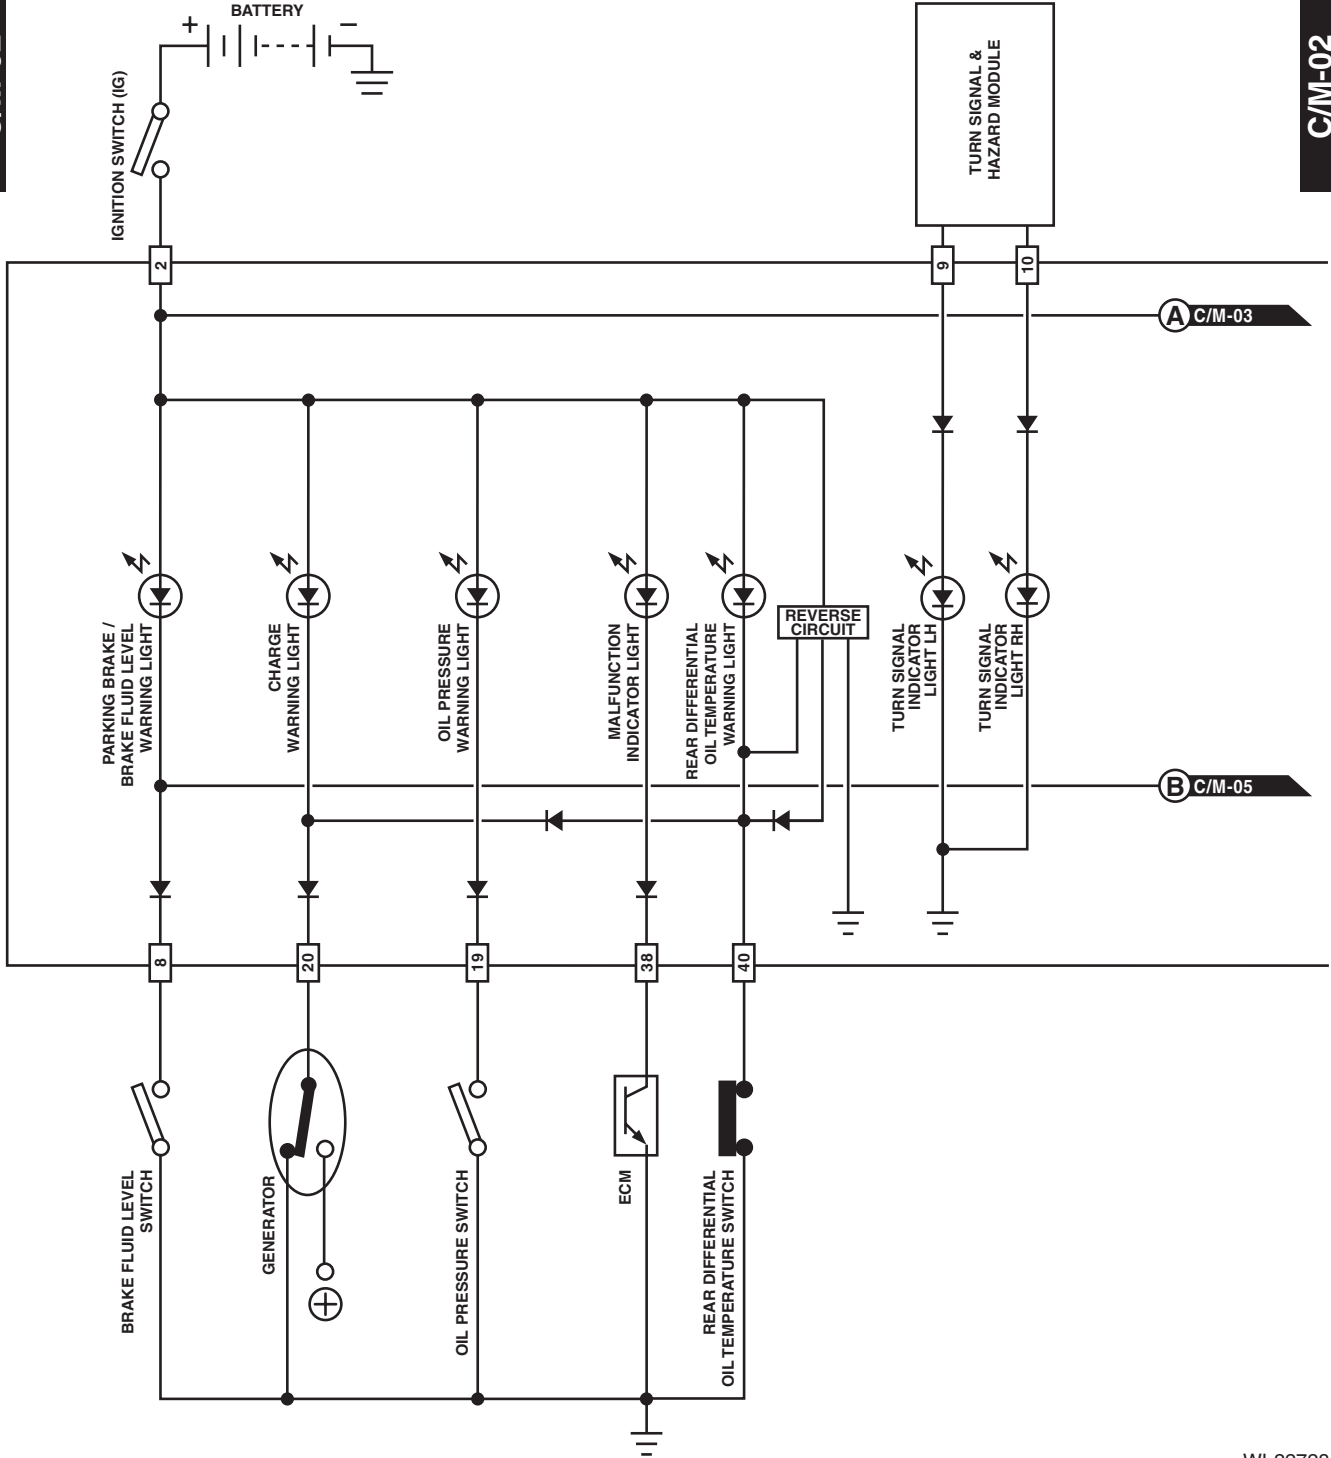 BATTERY
+
−
IGNITION SWITCH (IG)
TURN SIGNAL &
HAZARD MODULE
C/M-02
2
9
10
A C/M-03
PARKING BRAKE /
BRAKE FLUID LEVEL
WARNING LIGHT
CHARGE
WARNING LIGHT
OIL PRESSURE
WARNING LIGHT
MALFUNCTION
INDICATOR LIGHT
REAR DIFFERENTIAL
OIL TEMPERATURE
WARNING LIGHT
REVERSE
CIRCUIT
TURN SIGNAL
INDICATOR
LIGHT LH
TURN SIGNAL
INDICATOR
LIGHT RH
B C/M-05
8
20
19
38
40
BRAKE FLUID LEVEL
SWITCH
GENERATOR
+
OIL PRESSURE SWITCH
ECM
REAR DIFFERENTIAL
OIL TEMPERATURE SWITCH